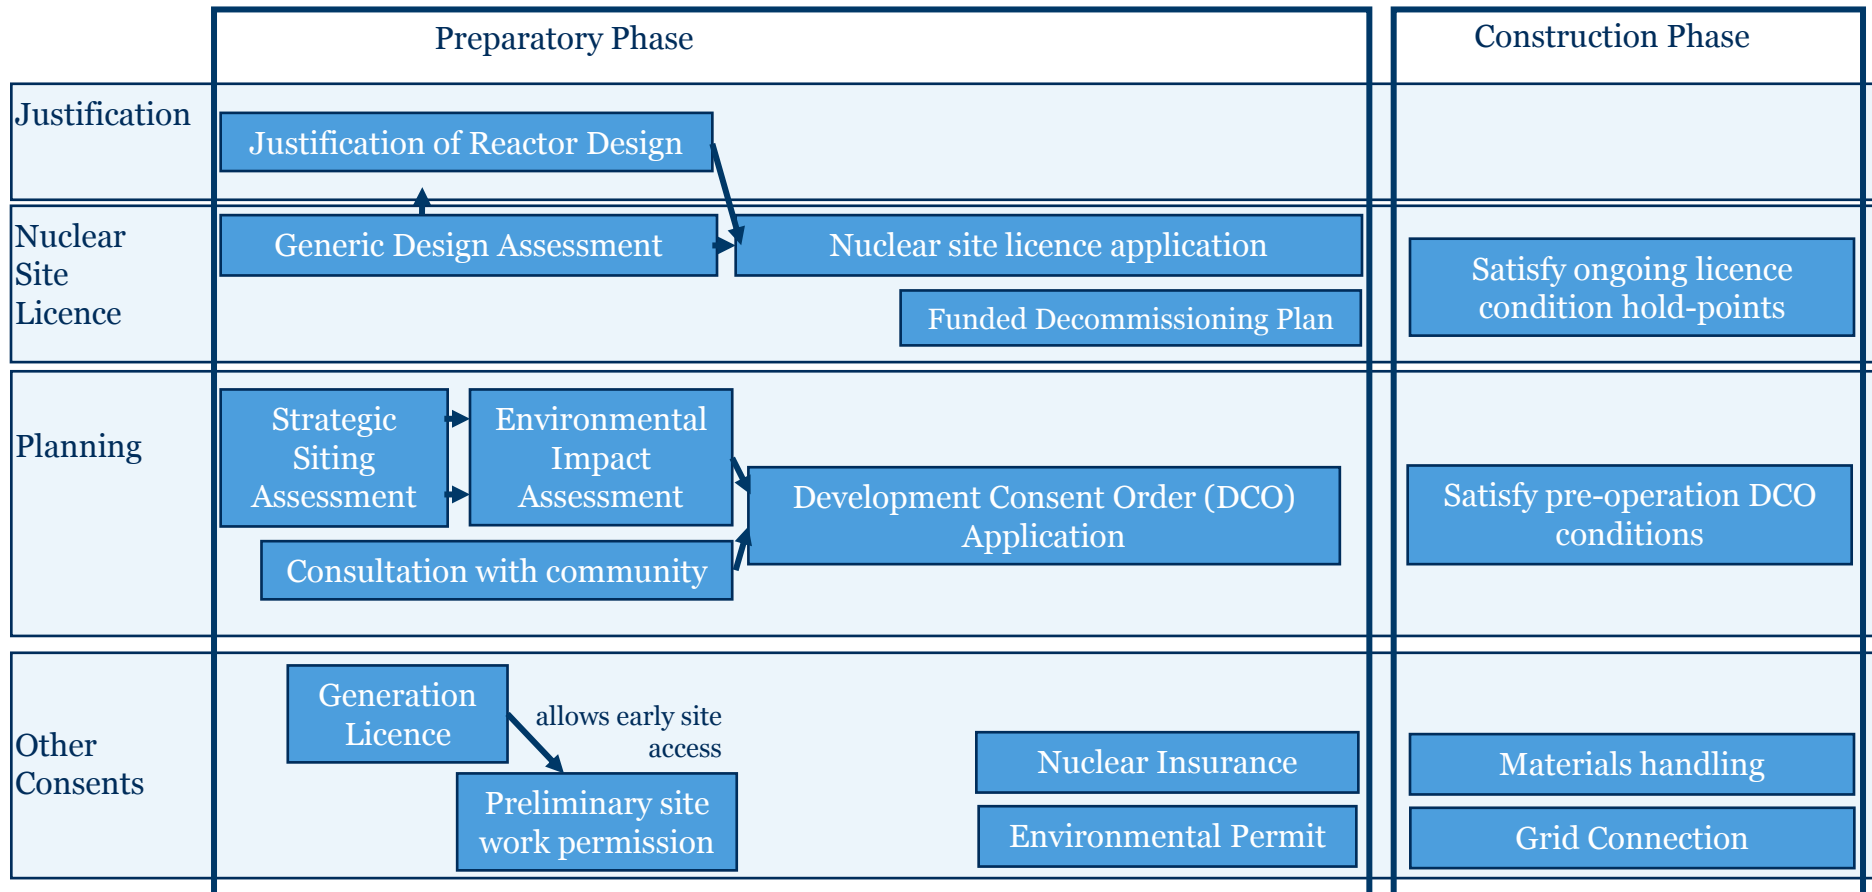 Preparatory Phase
Construction Phase
Justification
Justification of Reactor Design
Nuclear
Site
Licence
Generic Design Assessment
Nuclear site licence application
Funded Decommissioning Plan
Satisfy ongoing licence
condition hold-points
Planning
Strategic
Siting
Assessment
Environmental
Impact
Assessment
Consultation with community
Development Consent Order (DCO)
Application
Satisfy pre-operation DCO
conditions
Other
Consents
Generation
Licence
allows early site
access
Preliminary site
work permission
Nuclear Insurance
Environmental Permit
Materials handling
Grid Connection